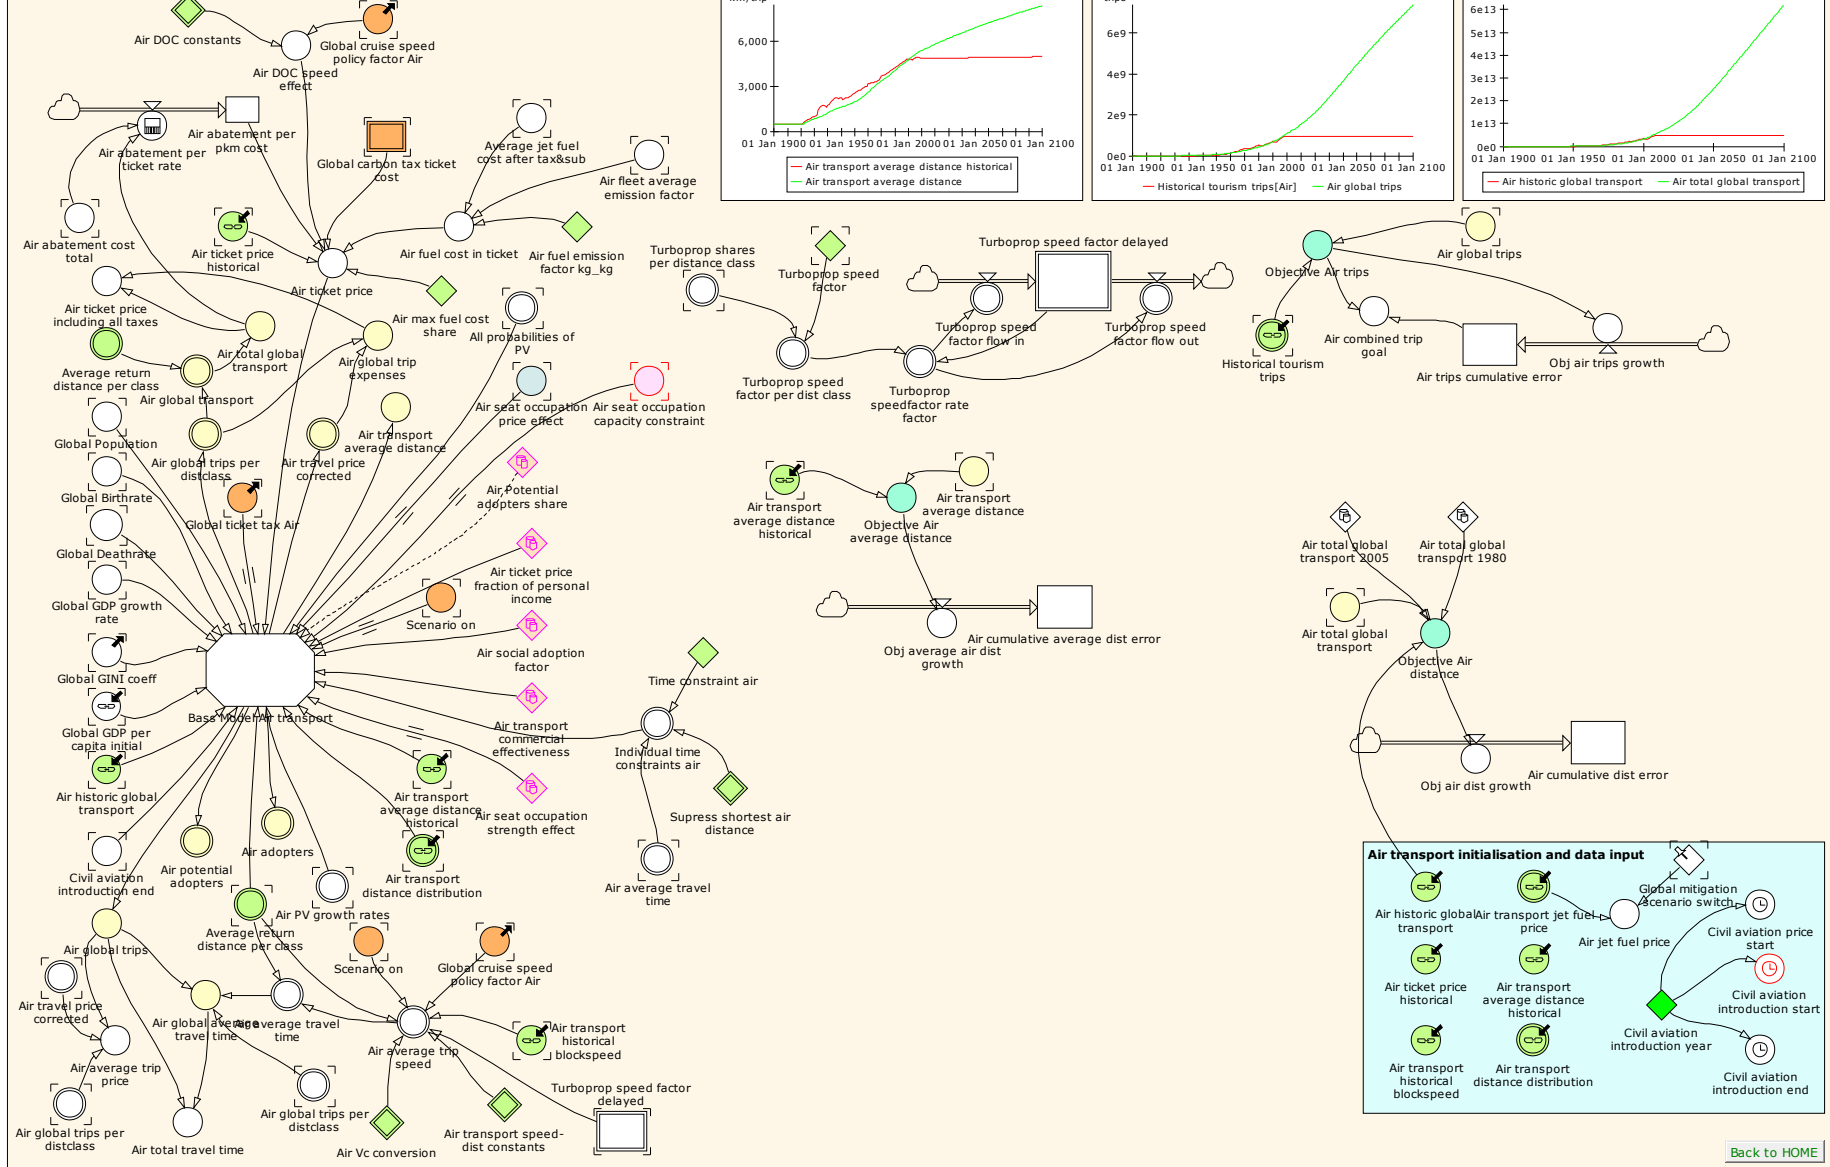 Air DOC constants
Global cruise speed
policy factor Air
Air DOC speed
effect
Air abatement per
pkm cost
Air abatement per
ticket rate
Global carbon tax ticket
cost
Average jet fuel
cost after tax&sub
Air fleet average
emission factor
Air abatement cost
total
Air ticket price
historical
Air fuel cost in ticket
Air fuel emission
factor kg_kg
Air ticket price
Air ticket price
including all taxes
Air max fuel cost
share
All probabilities of
PV
Air total global
transport
Air global trip
expenses
Average return
distance per class
Air global transport
Air seat occupation
price effect
Air seat occupation
capacity constraint
Global Population
Air transport
average distance
Air global trips per
distclass
Air travel price
corrected
Global Birthrate
Air Potential
adopters share
Global ticket tax Air
Global Deathrate
Air ticket price
fraction of personal
income
Global GDP growth
rate
Scenario on
Air social adoption
factor
Global GINI coeff
Bass Model Air transport
Air transport
commercial
effectiveness
Global GDP per
capita initial
Air historic global
transport
Air transport
average distance
historical
Air seat occupation
strength effect
Air adopters
Air potential
adopters
Air transport
distance distribution
Civil aviation
introduction end
Air PV growth rates
Average return
distance per class
Air global trips
Scenario on
Global cruise speed
policy factor Air
Air travel price
corrected
Air global average
travel time
Air average travel
time
Air average trip
speed
Air transport
historical
blockspeed
Air average trip
price
Air global trips per
distclass
Air total travel time
Air global trips per
distclass
Air Vc conversion
Air transport speed-
dist constants
Turboprop speed factor
delayed
Time constraint air
Individual time
constraints air
Supress shortest air
distance
Air average travel
time
6,000
3,000
0
01 Jan 1900
01 Jan 2000
01 Jan 2100
Air transport average distance historical
Air transport average distance
6e9
4e9
2e9
0e0
01 Jan 1900
01 Jan 1950
01 Jan 2000
01 Jan 2050
01 Jan 2100
Historical tourism trips[Air]
Air global trips
6e13
5e13
4e13
3e13
2e13
1e13
0e0
01 Jan 1900
01 Jan 1950
01 Jan 2000
01 Jan 2050
01 Jan 2100
Air historic global transport
Air total global transport
Turboprop shares
per distance class
Turboprop speed
factor
Turboprop speed factor delayed
Turboprop speed
factor flow in
Turboprop speed
factor flow out
Turboprop speed
factor per dist class
Turboprop
speedfactor rate
factor
Objective Air trips
Air global trips
Historical tourism
trips
Air combined trip
goal
Air trips cumulative error
Obj air trips growth
Air transport
average distance
historical
Objective Air
average distance
Air transport
average distance
Obj average air dist
growth
Air cumulative average dist error
Air total global
transport 2005
Air total global
transport 1980
Air total global
transport
Objective Air
distance
Obj air dist growth
Air cumulative dist error
Air transport initialisation and data input
Air historic global
transport
Air transport jet fuel
price
Global mitigation
scenario switch
Air jet fuel price
Civil aviation price
start
Air ticket price
historical
Air transport
average distance
historical
Civil aviation
introduction start
Civil aviation
introduction year
Air transport
historical
blockspeed
Air transport
distance distribution
Civil aviation
introduction end
Back to HOME